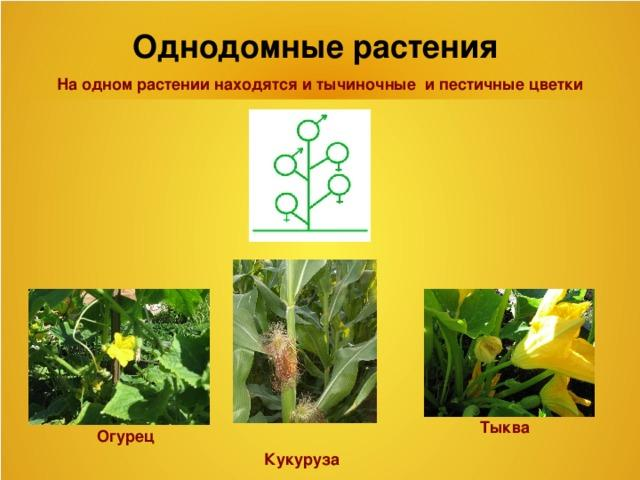 Однодомные растения
На одном растении находятся и тычиночные и пестичные цветки
Огурец
Кукуруза
Тыква